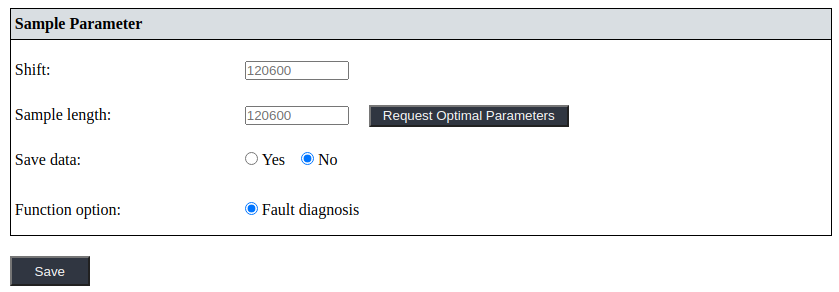 Sample Parameter
Shift: 120600
Sample length: 120600 Request Optimal Parameters
Save data: Yes No
Function option: Fault diagnosis
Save